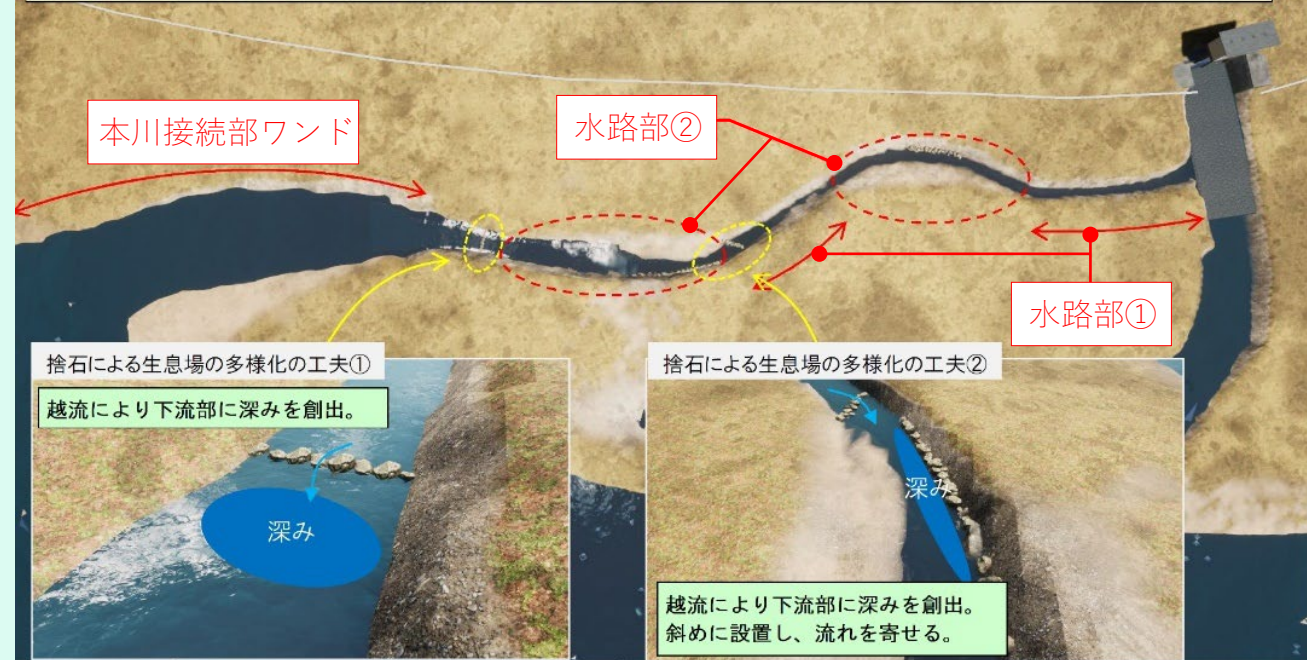 本川接続部ワンド
水路部②
水路部①
捨石による生息場の多様化の工夫①
越流により下流部に深みを創出。
深み
捨石による生息場の多様化の工夫②
深み
越流により下流部に深みを創出。
斜めに設置し、流れを寄せる。